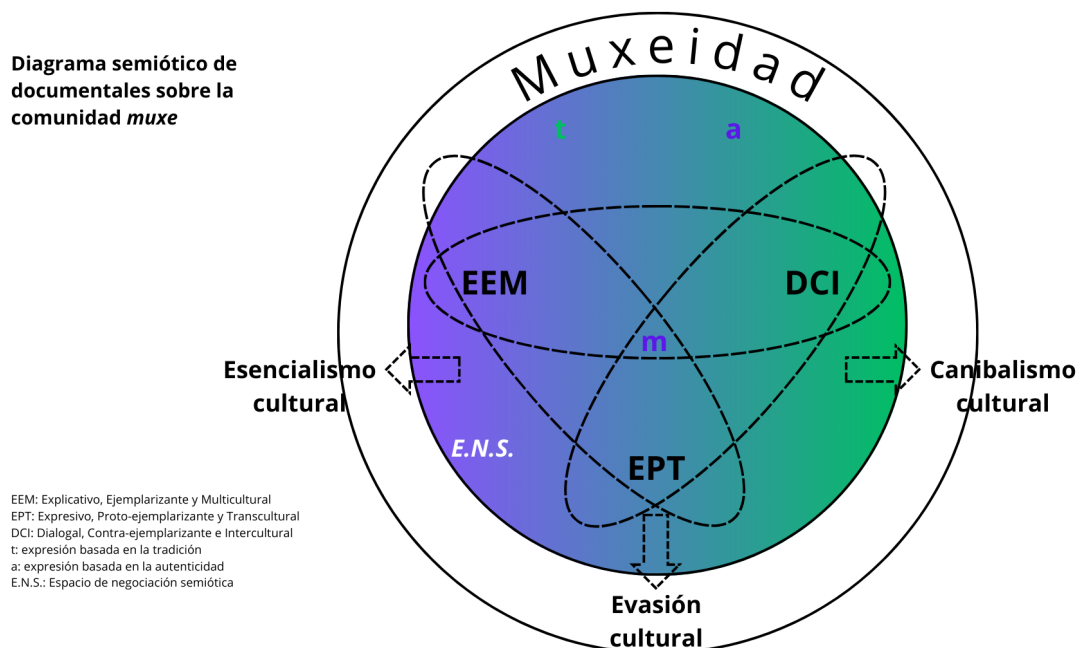 Diagrama semiótico de
documentales sobre la
comunidad muxe
Muxeidad
t
a
EEM
DCI
m
Esencialismo
cultural
Canibalismo
cultural
E.N.S.
EPT
EEM: Explicativo, Ejemplarizante y Multicultural
EPT: Expresivo, Proto-ejemplarizante y Transcultural
DCI: Dialogal, Contra-ejemplarizante e Intercultural
t: expresión basada en la tradición
a: expresión basada en la autenticidad
E.N.S.: Espacio de negociación semiótica
Evasión
cultural